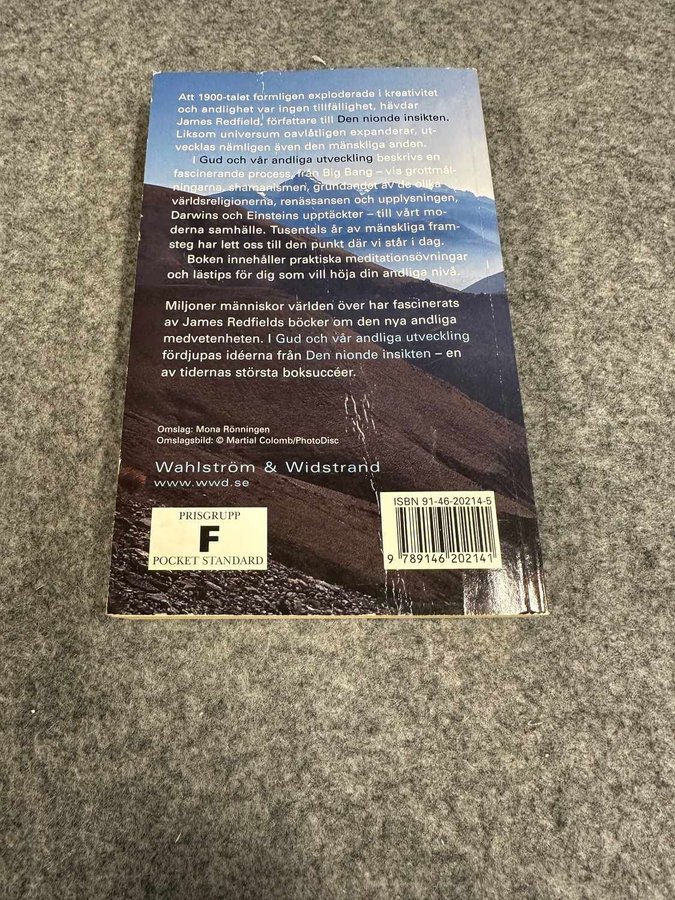 Att 1900-talet formligen exploderade i kreativitet
och andlighet var ingen tillfällighet, hävdar
James Redfield, författare till Den nionde insikten.
Liksom universum oavlåtligen expanderar, ut-
vecklas nämligen även den mänskliga anden.
I Gud och vår andliga utveckling beskrivs en
fascinerande process, från Big Bang – via grottmål-
ningarna, shamanismen, grundandet av de olika
världsreligionerna, renässansen och upplysningen,
Darwins och Einsteins upptäckter – till vårt mo-
derna samhälle. Tusentals år av mänskliga fram-
steg har lett oss till den punkt där vi står i dag.
Boken innehåller praktiska meditationsövningar
och lästips för dig som vill höja din andliga nivå.
Miljoner människor världen över har fascinerats
av James Redfields böcker om den nya andliga
medvetenheten. I Gud och vår andliga utveckling
fördjupas idéerna från Den nionde insikten – en
av tidernas största boksuccéer.
Omslag: Mona Rönningen
Omslagsbild: © Martial Colomb/PhotoDisc
Wahlström & Widstrand
www.wwd.se
PRISGRUPP
F
POCKET STANDARD
ISBN 91-46-20214-5
9 789146 202141